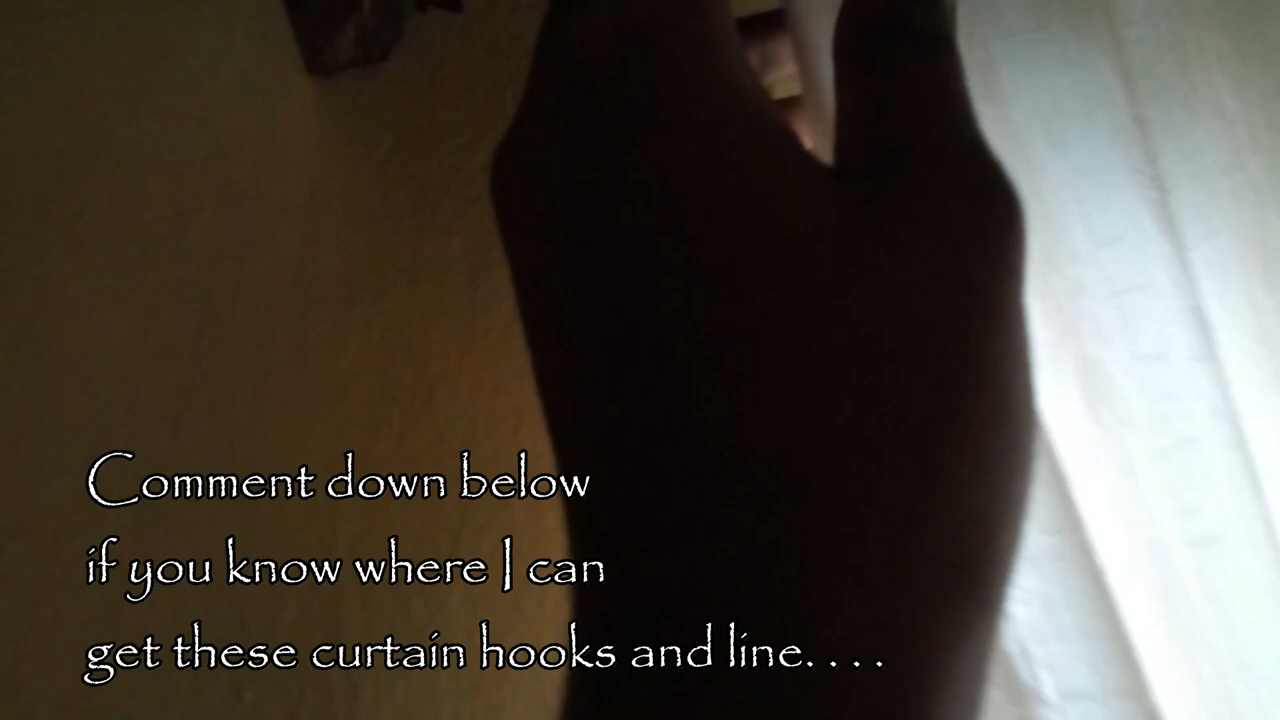 Comment down below
if you know where I can
get these curtain hooks and line. . . .